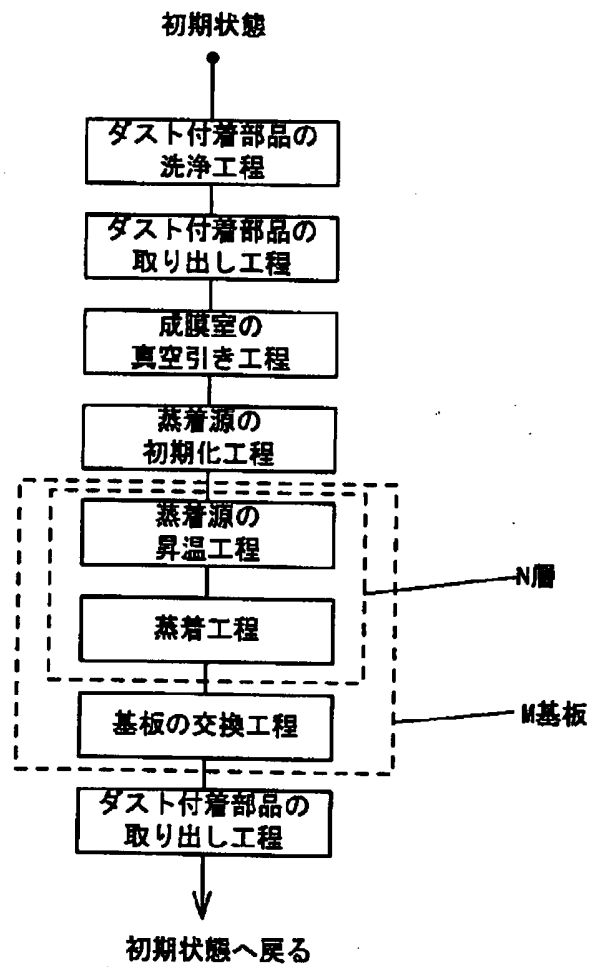 初期状態
ダスト付着部品の
洗浄工程
ダスト付着部品の
取り出し工程
成膜室の
真空引き工程
蒸着源の
初期化工程
蒸着源の
昇温工程
N層
蒸着工程
基板の交換工程
M基板
ダスト付着部品の
取り出し工程
初期状態へ戻る